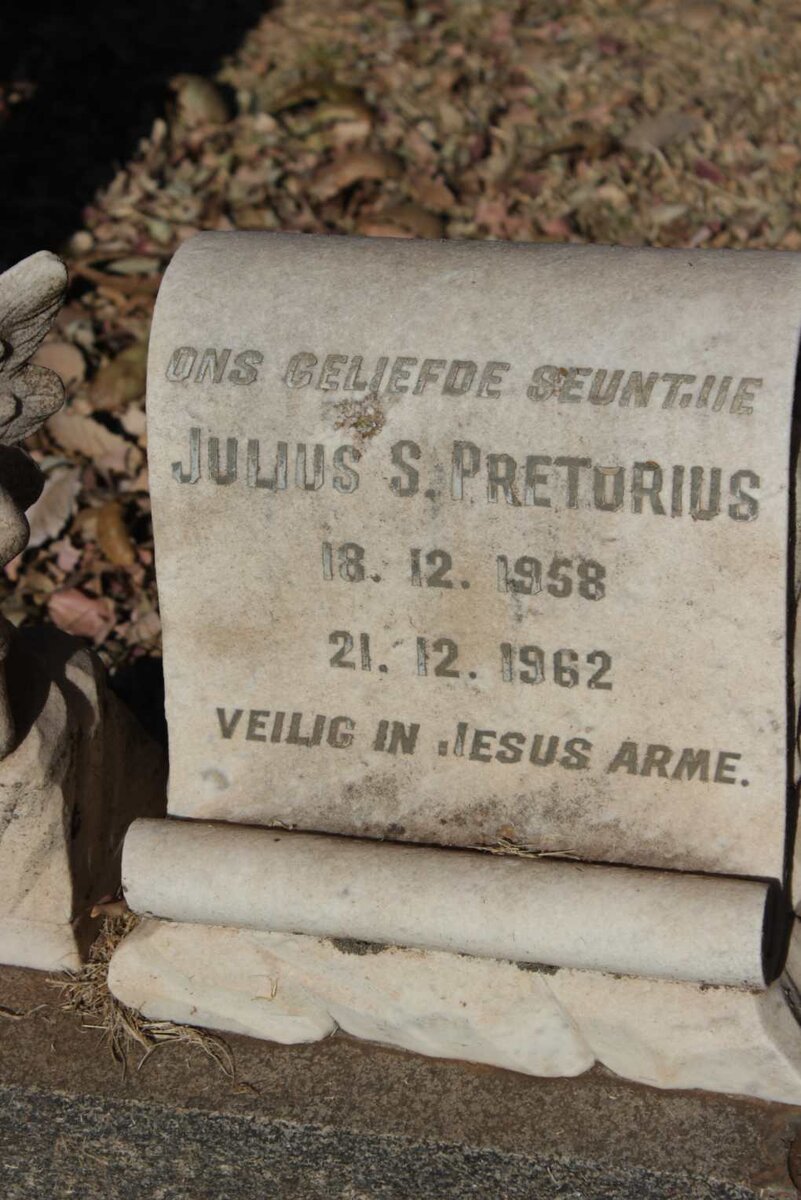 ONS GELIEFDE SEUNTJIE
JULIUS S. PRETORIUS
18. 12. 1958
21. 12. 1962
VEILIG IN JESUS ARME.